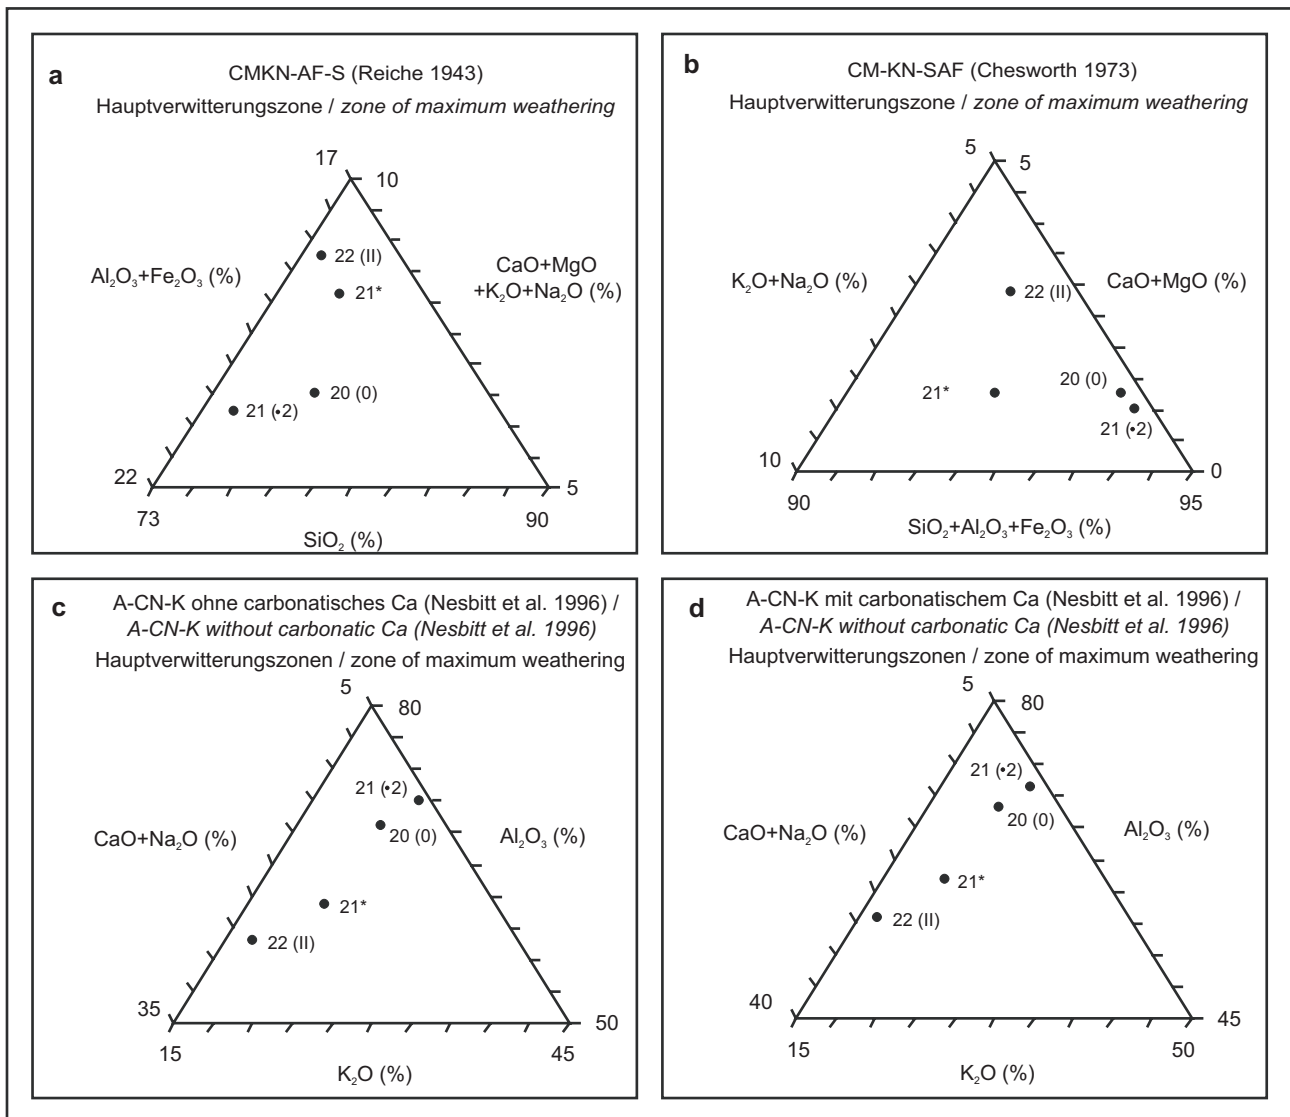 a
CMKN-AF-S (Reiche 1943)
Hauptverwitterungszone / zone of maximum weathering
17
10
22 (II)
Al₂O₃+Fe₂O₃ (%)
CaO+MgO
+K₂O+Na₂O (%)
21*
20 (0)
21 (•2)
22
5
73
90
SiO₂ (%)
b
CM-KN-SAF (Chesworth 1973)
Hauptverwitterungszone / zone of maximum weathering
5
5
K₂O+Na₂O (%)
CaO+MgO (%)
22 (II)
20 (0)
21*
21 (•2)
10
0
90
95
SiO₂+Al₂O₃+Fe₂O₃ (%)
c
A-CN-K ohne carbonatisches Ca (Nesbitt et al. 1996) /
A-CN-K without carbonatic Ca (Nesbitt et al. 1996)
Hauptverwitterungszonen / zone of maximum weathering
5
80
21 (•2)
20 (0)
CaO+Na₂O (%)
Al₂O₃ (%)
21*
22 (II)
35
50
15
45
K₂O (%)
d
A-CN-K mit carbonatischem Ca (Nesbitt et al. 1996) /
A-CN-K without carbonatic Ca (Nesbitt et al. 1996)
Hauptverwitterungszonen / zone of maximum weathering
5
80
21 (•2)
20 (0)
CaO+Na₂O (%)
Al₂O₃ (%)
21*
22 (II)
40
45
15
50
K₂O (%)